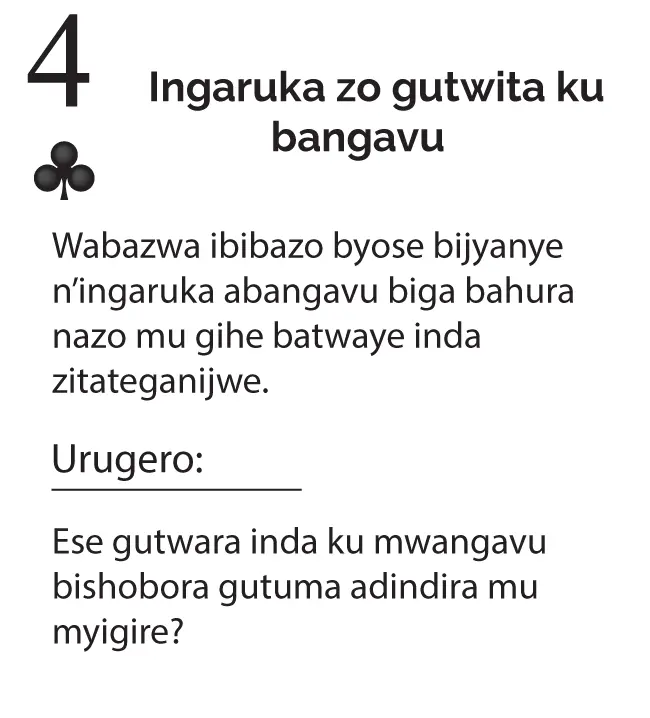 4
Ingaruka zo gutwita ku
bangavu
Wabazwa ibibazo byose bijyanye
n’ingaruka abangavu biga bahura
nazo mu gihe batwaye inda
zitateganijwe.
Urugero:
Ese gutwara inda ku mwangavu
bishobora gutuma adindira mu
myigire?